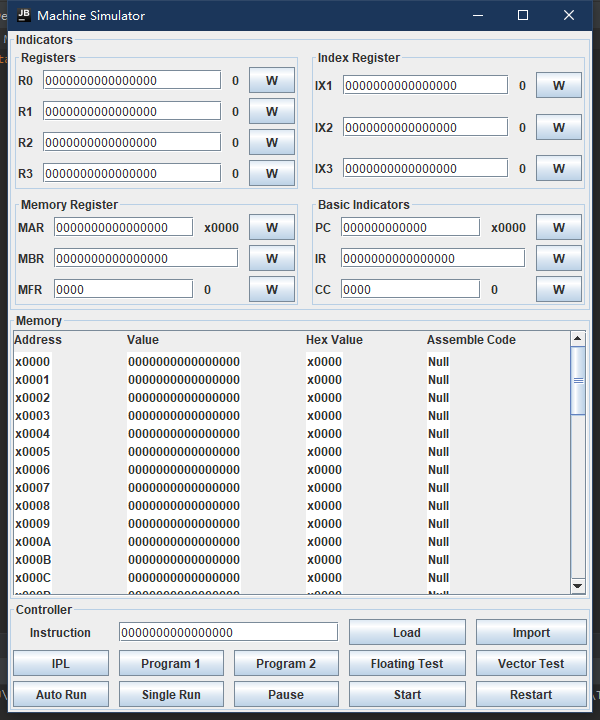 JB Machine Simulator
Indicators
Registers
R0 0000000000000000 0 W
R1 0000000000000000 0 W
R2 0000000000000000 0 W
R3 0000000000000000 0 W
Index Register
IX1 0000000000000000 0 W
IX2 0000000000000000 0 W
IX3 0000000000000000 0 W
Memory Register
MAR 0000000000000000 x0000 W
MBR 0000000000000000 W
MFR 0000 0 W
Basic Indicators
PC 000000000000 x0000 W
IR 0000000000000000 W
CC 0000 0 W
Memory
Address Value Hex Value Assemble Code
x0000 0000000000000000 x0000 Null
x0001 0000000000000000 x0000 Null
x0002 0000000000000000 x0000 Null
x0003 0000000000000000 x0000 Null
x0004 0000000000000000 x0000 Null
x0005 0000000000000000 x0000 Null
x0006 0000000000000000 x0000 Null
x0007 0000000000000000 x0000 Null
x0008 0000000000000000 x0000 Null
x0009 0000000000000000 x0000 Null
x000A 0000000000000000 x0000 Null
x000B 0000000000000000 x0000 Null
x000C 0000000000000000 x0000 Null
x000D 0000000000000000 x0000 Null
Controller
Instruction 0000000000000000 Load Import
IPL Program 1 Program 2 Floating Test Vector Test
Auto Run Single Run Pause Start Restart